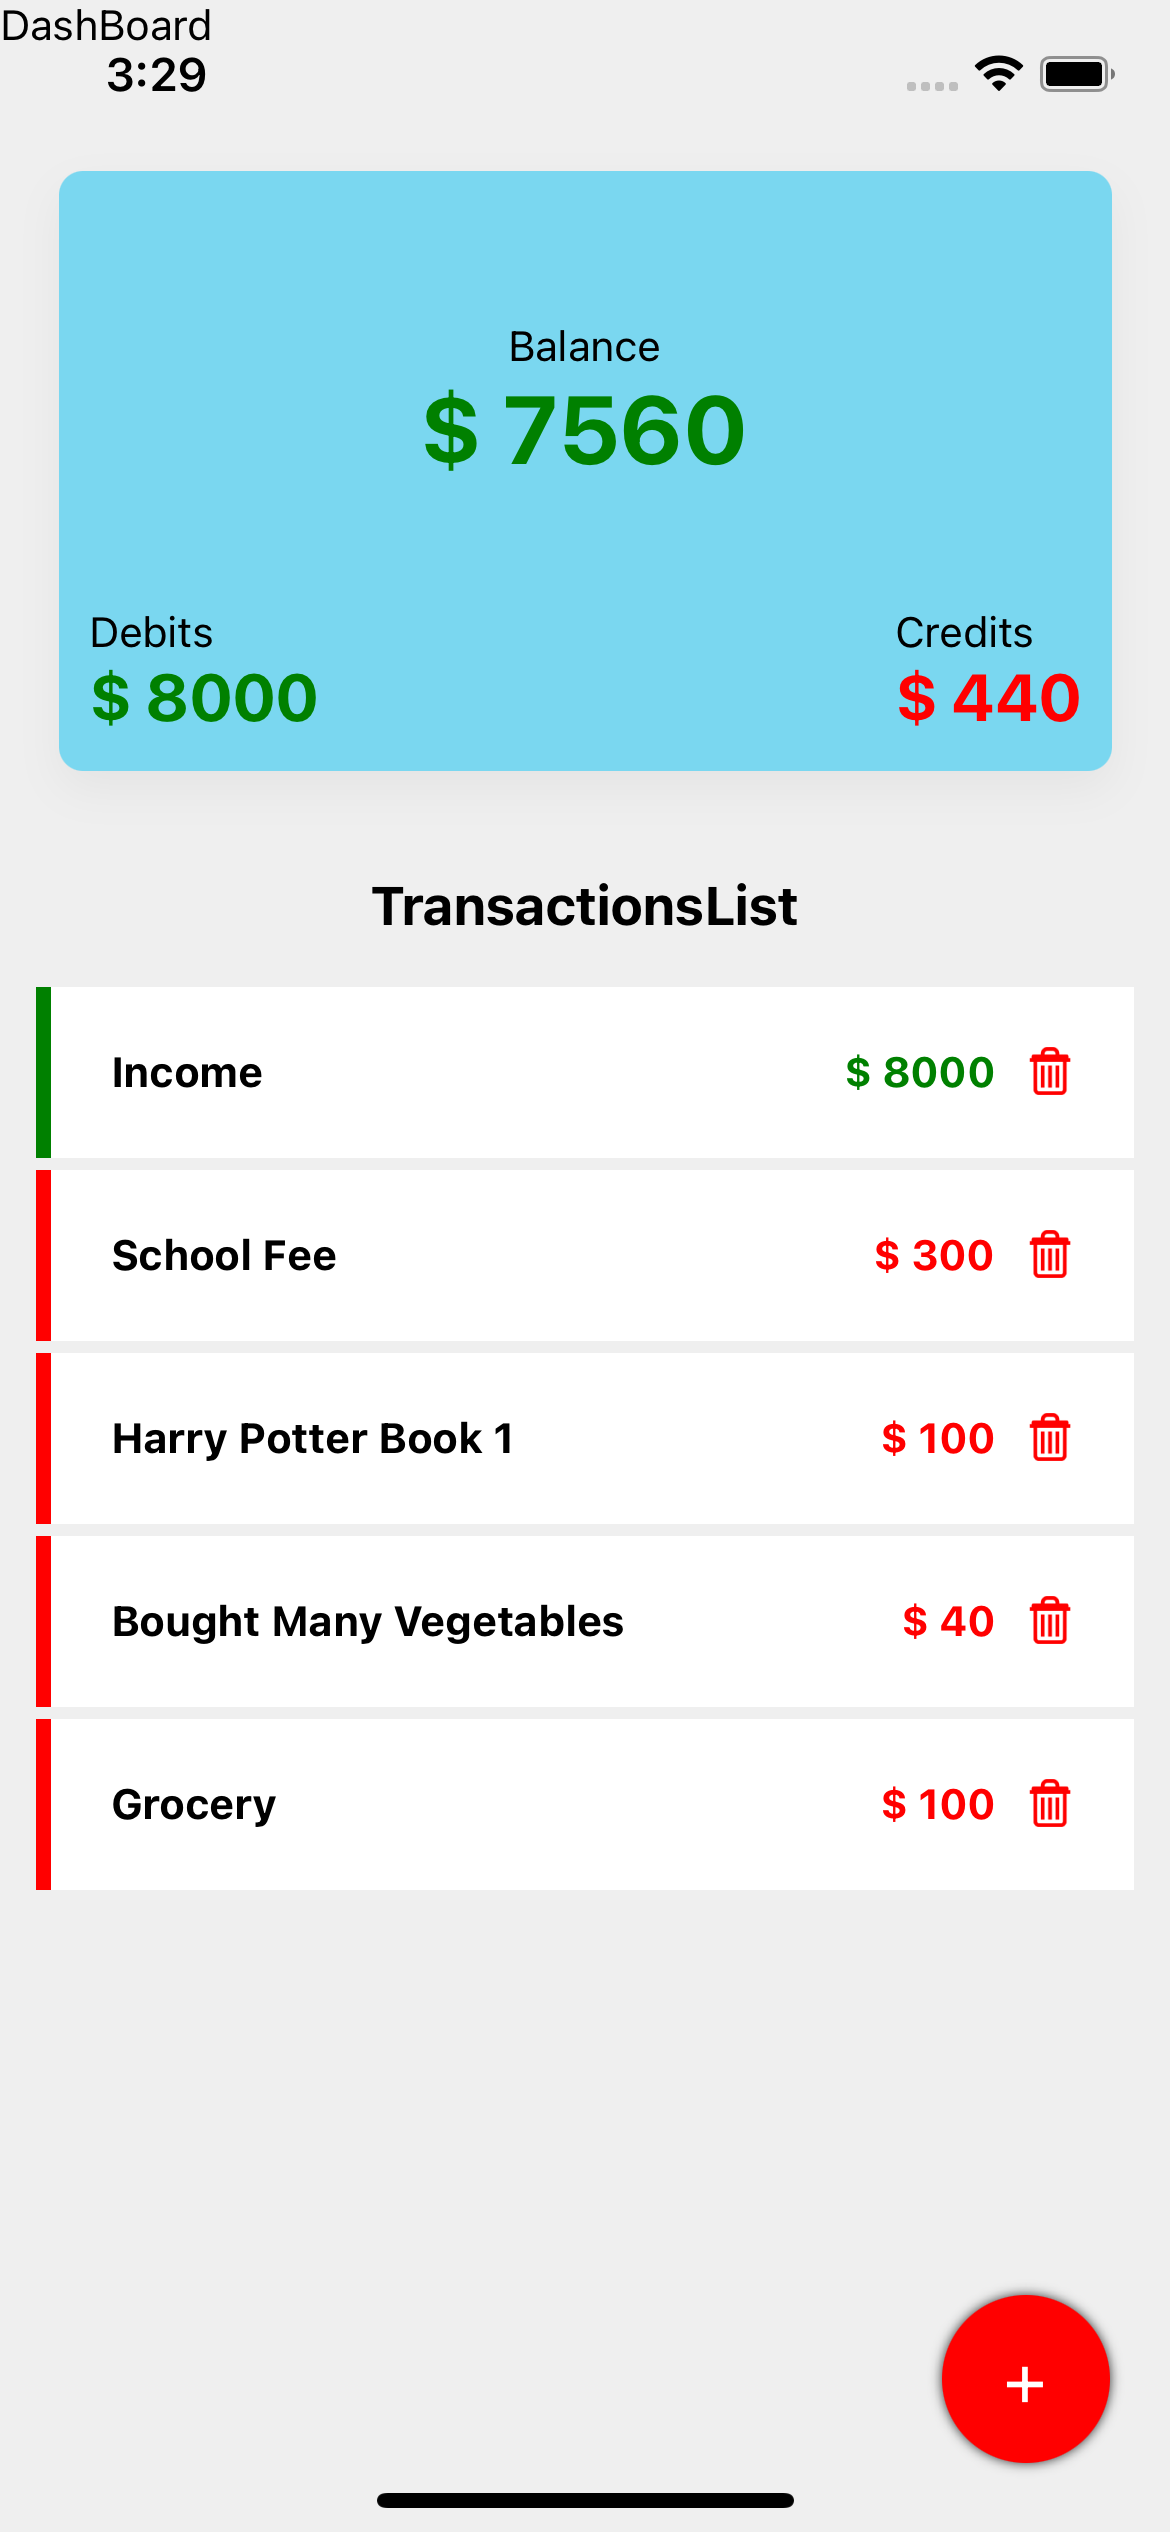 DashBoard
3:29
Balance
$ 7560
Debits
$ 8000
Credits
$ 440
TransactionsList
Income $ 8000
School Fee $ 300
Harry Potter Book 1 $ 100
Bought Many Vegetables $ 40
Grocery $ 100
+